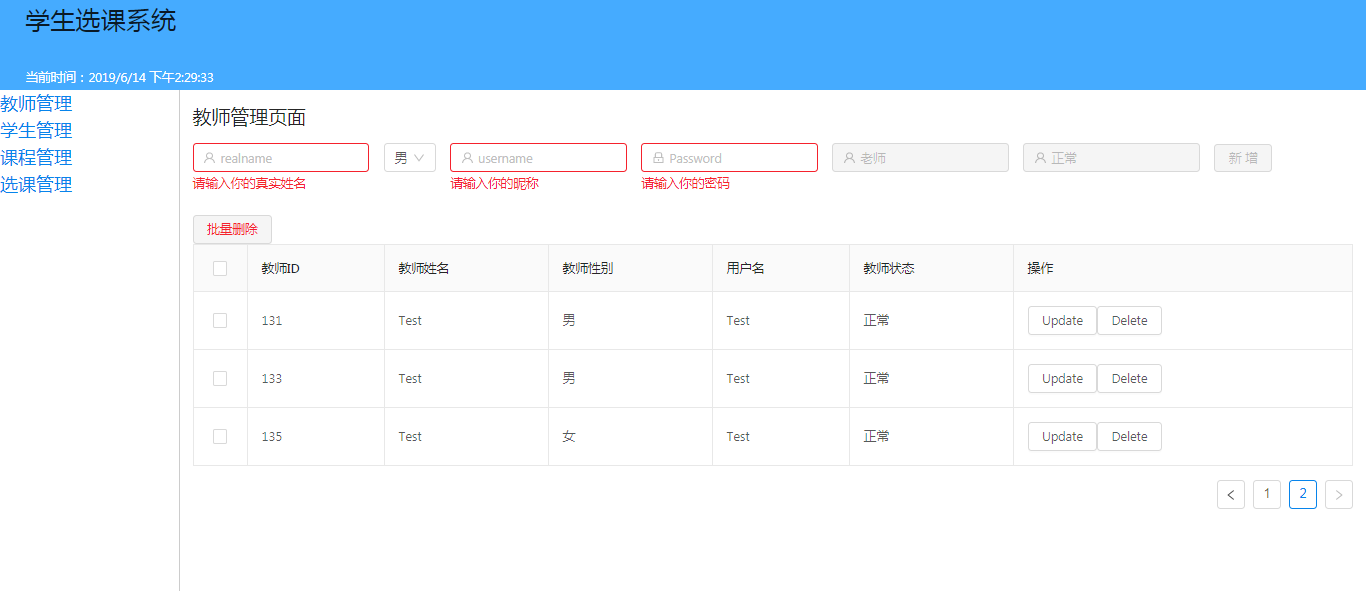 学生选课系统
当前时间：2019/6/14 下午2:29:33
教师管理
学生管理
课程管理
选课管理
教师管理页面
realname 男 username Password 老师 正常 新 增
请输入你的真实姓名 请输入你的昵称 请输入你的密码
批量删除
教师ID 教师姓名 教师性别 用户名 教师状态 操作
131 Test 男 Test 正常 Update Delete
133 Test 男 Test 正常 Update Delete
135 Test 女 Test 正常 Update Delete
< 1 2 >